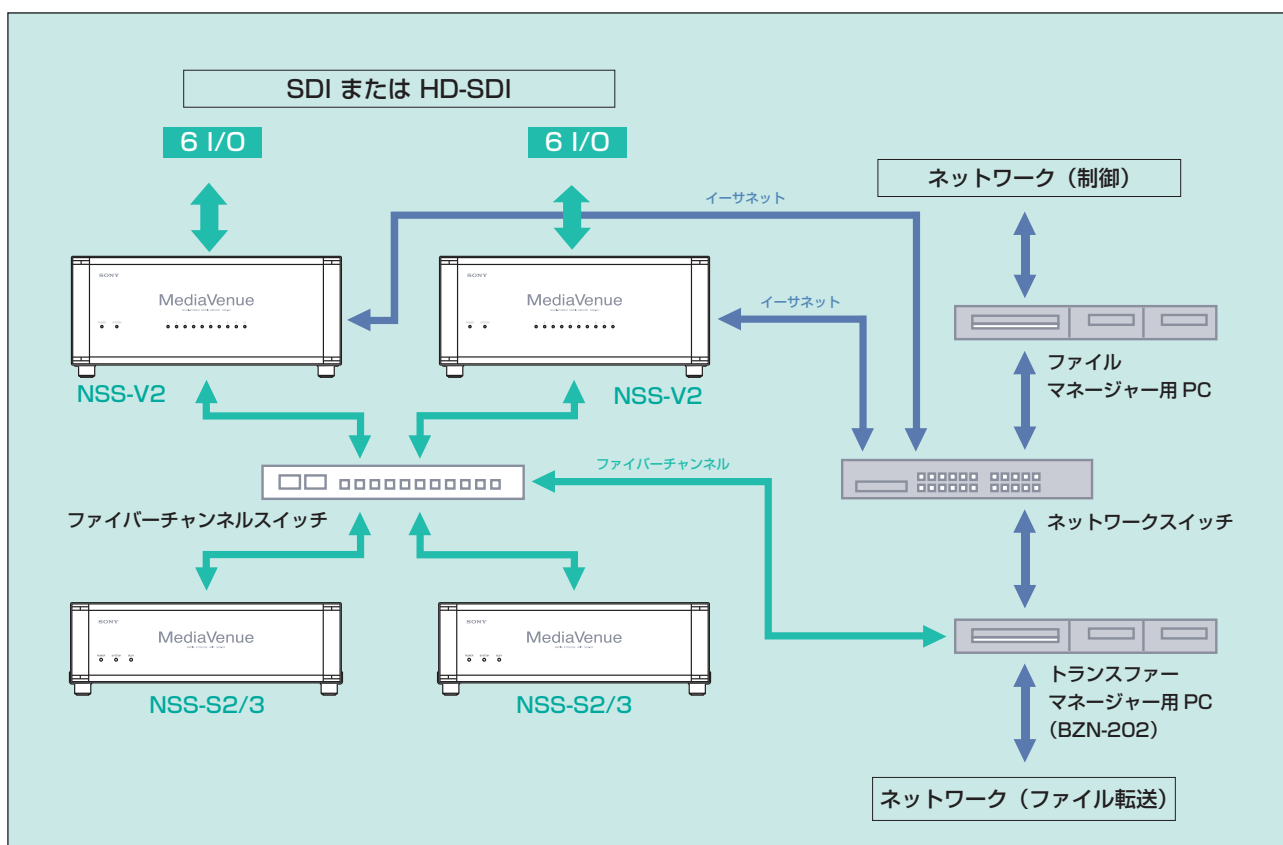 SDI または HD-SDI
6 I/O
6 I/O
ネットワーク（制御）
イーサネット
イーサネット
SONY
MediaVenue
SONY
MediaVenue
NSS-V2
NSS-V2
ファイル
マネージャー用 PC
ファイバーチャンネル
ファイバーチャンネルスイッチ
ネットワークスイッチ
SONY
MediaVenue
SONY
MediaVenue
NSS-S2/3
NSS-S2/3
トランスファー
マネージャー用 PC
（BZN-202）
ネットワーク（ファイル転送）